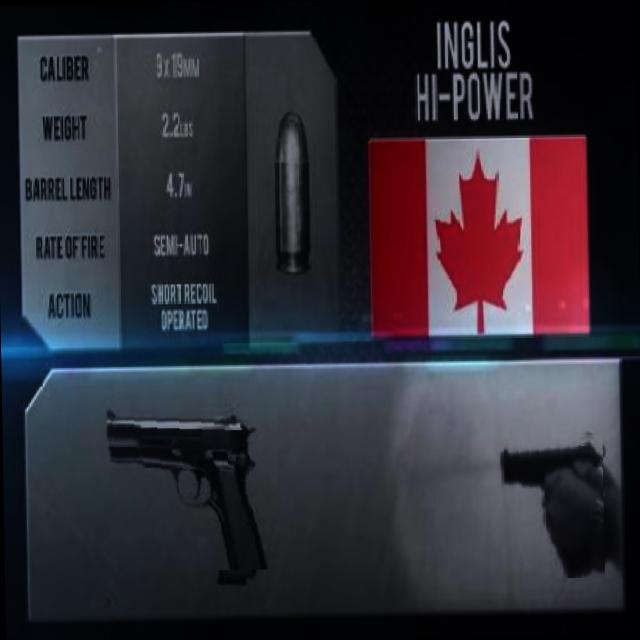 INGLIS
HI-POWER
CALIBER 9x19MM
WEIGHT 2.2LBS
BARREL LENGTH 4.7IN
RATE OF FIRE SEMI-AUTO
ACTION SHORT RECOIL
OPERATED